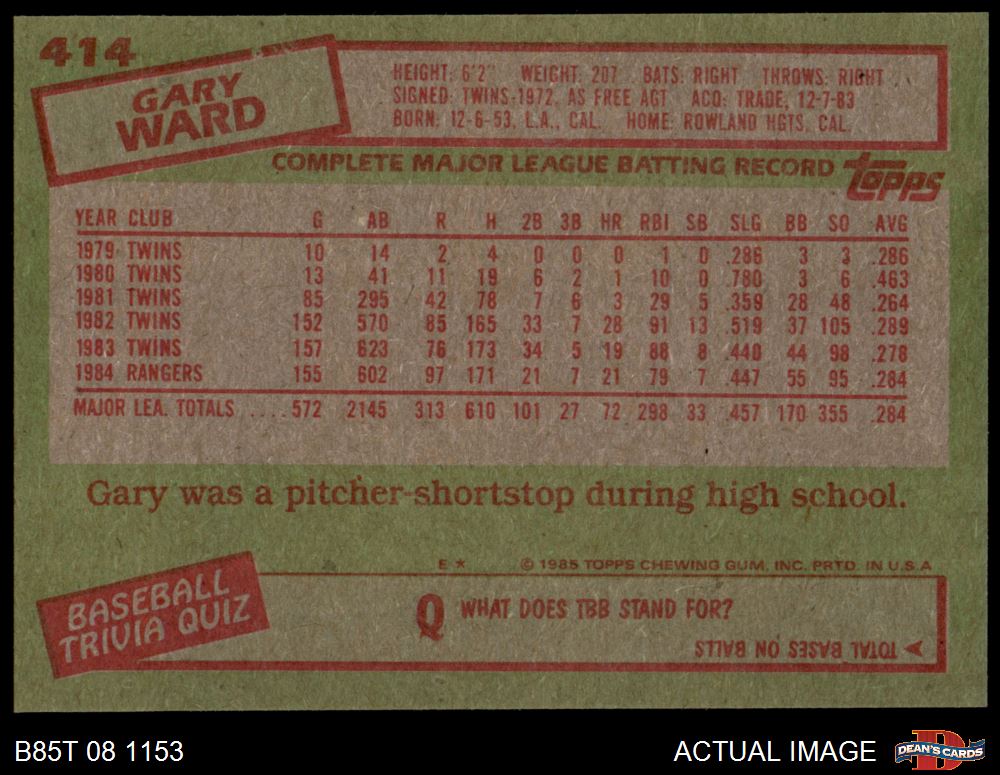 414
GARY
WARD
HEIGHT: 6'2" WEIGHT: 207 BATS: RIGHT THROWS: RIGHT
SIGNED: TWINS-1972, AS FREE AGT ACQ: TRADE, 12-7-83
BORN: 12-6-53, L.A., CAL. HOME: ROWLAND HGTS, CAL.
COMPLETE MAJOR LEAGUE BATTING RECORD
topps
YEAR CLUB G AB R H 2B 3B HR RBI SB SLG BB SO AVG
1979 TWINS 10 14 2 4 0 0 0 1 0 .286 3 3 .286
1980 TWINS 13 41 11 19 6 2 1 10 0 .780 3 6 .463
1981 TWINS 85 295 42 78 7 6 3 29 5 .359 28 48 .264
1982 TWINS 152 570 85 165 33 7 28 91 13 .519 37 105 .289
1983 TWINS 157 623 76 173 34 5 19 88 8 .440 44 98 .278
1984 RANGERS 155 602 97 171 21 7 21 79 7 .447 55 95 .284
MAJOR LEA. TOTALS ....572 2145 313 610 101 27 72 298 33 .457 170 355 .284
Gary was a pitcher-shortstop during high school.
E * © 1985 TOPPS CHEWING GUM, INC. PRTD. IN U.S.A
BASEBALL
TRIVIA QUIZ
Q WHAT DOES TBB STAND FOR?
TOTAL BASES ON BALLS
B85T 08 1153
ACTUAL IMAGE
DEAN'S CARDS